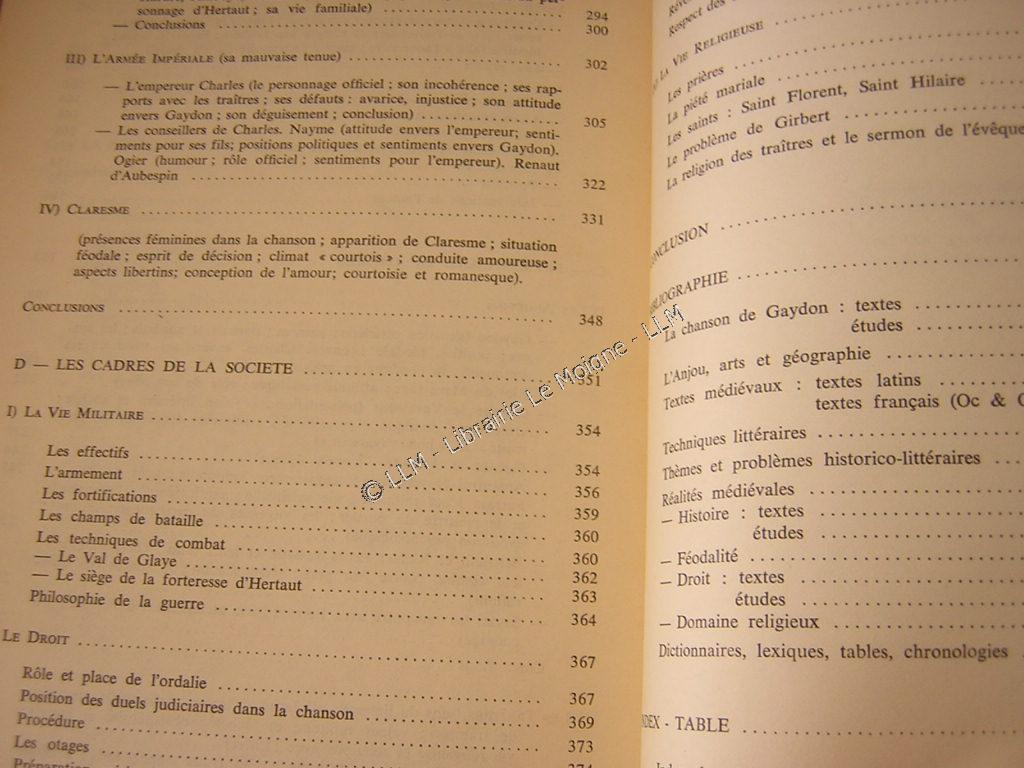 sonnage d'Hertaut ; sa vie familiale) 294
— Conclusions 300
III) L'ARMÉE IMPÉRIALE (sa mauvaise tenue) 302
— L'empereur Charles (le personnage officiel ; son incohérence ; ses rap-
ports avec les traîtres ; ses défauts : avarice, injustice ; son attitude
envers Gaydon ; son déguisement ; conclusion) 305
— Les conseillers de Charles. Nayme (attitude envers l'empereur; senti-
ments pour ses fils; positions politiques et sentiments envers Gaydon).
Ogier (humour ; rôle officiel ; sentiments pour l'empereur). Renaut
d'Aubespin 322
IV) CLARESME 331
(présences féminines dans la chanson ; apparition de Claresme ; situation
féodale ; esprit de décision ; climat « courtois » ; conduite amoureuse ;
aspects libertins; conception de l'amour; courtoisie et romanesque).
CONCLUSIONS 348
D — LES CADRES DE LA SOCIETE 351
I) LA VIE MILITAIRE 354
Les effectifs 354
L'armement 356
Les fortifications 359
Les champs de bataille 360
Les techniques de combat 360
— Le Val de Glaye 362
— Le siège de la forteresse d'Hertaut 363
Philosophie de la guerre 364
LE DROIT 367
Rôle et place de l'ordalie 367
Position des duels judiciaires dans la chanson 369
Procédure 373
Les otages 374
Respect des
LA VIE RELIGIEUSE
Les prières
La piété mariale
Les saints : Saint Florent, Saint Hilaire
Le problème de Girbert
La religion des traîtres et le sermon de l'évêque
CONCLUSION
BIBLIOGRAPHIE
La chanson de Gaydon : textes
études
L'Anjou, arts et géographie
Textes médiévaux : textes latins
textes français (Oc &
Techniques littéraires
Thèmes et problèmes historico-littéraires
Réalités médiévales
— Histoire : textes
études
— Féodalité
— Droit : textes
études
— Domaine religieux
Dictionnaires, lexiques, tables, chronologies
INDEX - TABLE
© LLM - Librairie Le Moigne - LLM